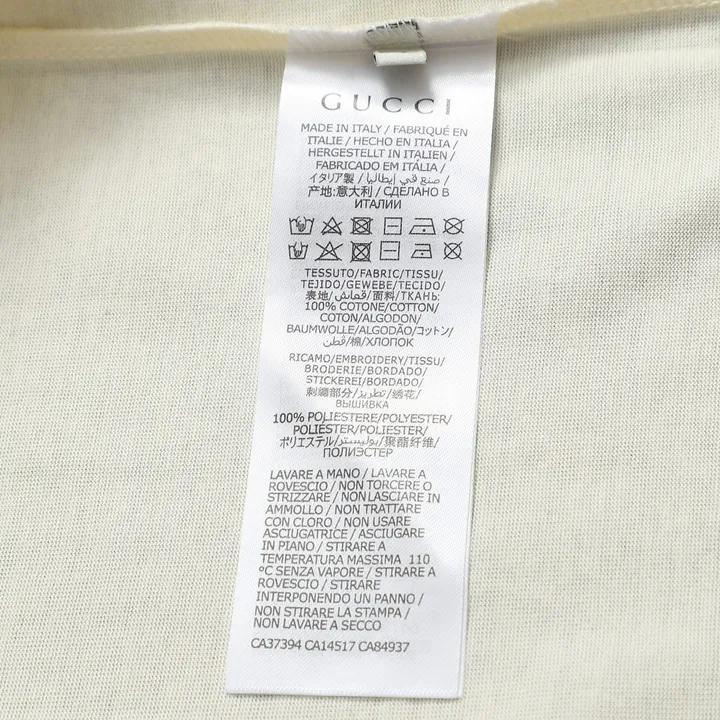 GUCCI
MADE IN ITALY / FABRIQUÉ EN
ITALIE / HECHO EN ITALIA /
HERGESTELLT IN ITALIEN /
FABRICADO EM ITÁLIA /
イタリア製 / صنع في إيطاليا /
产地:意大利 / СДЕЛАНО В
ИТАЛИИ
TESSUTO/FABRIC/TISSU/
TEJIDO/GEWEBE/TECIDO/
表地/قماش/面料/ТКАНЬ:
100% COTONE/COTTON/
COTON/ALGODON/
BAUMWOLLE/ALGODÃO/コットン/
قطن/棉/ХЛОПОК
RICAMO/EMBROIDERY/TISSU/
BRODERIE/BORDADO/
STICKEREI/BORDADO/
刺繍部分/تطريز/绣花/
ВЫШИВКА
100% POLIESTERE/POLYESTER/
POLIÉSTER/POLIESTER/
ポリエステル/بوليستر/聚酯纤维/
ПОЛИЭСТЕР
LAVARE A MANO / LAVARE A
ROVESCIO / NON TORCERE O
STRIZZARE / NON LASCIARE IN
AMMOLLO / NON TRATTARE
CON CLORO / NON USARE
ASCIUGATRICE / ASCIUGARE
IN PIANO / STIRARE A
TEMPERATURA MASSIMA 110
°C SENZA VAPORE / STIRARE A
ROVESCIO / STIRARE
INTERPONENDO UN PANNO /
NON STIRARE LA STAMPA /
NON LAVARE A SECCO
CA37394 CA14517 CA84937